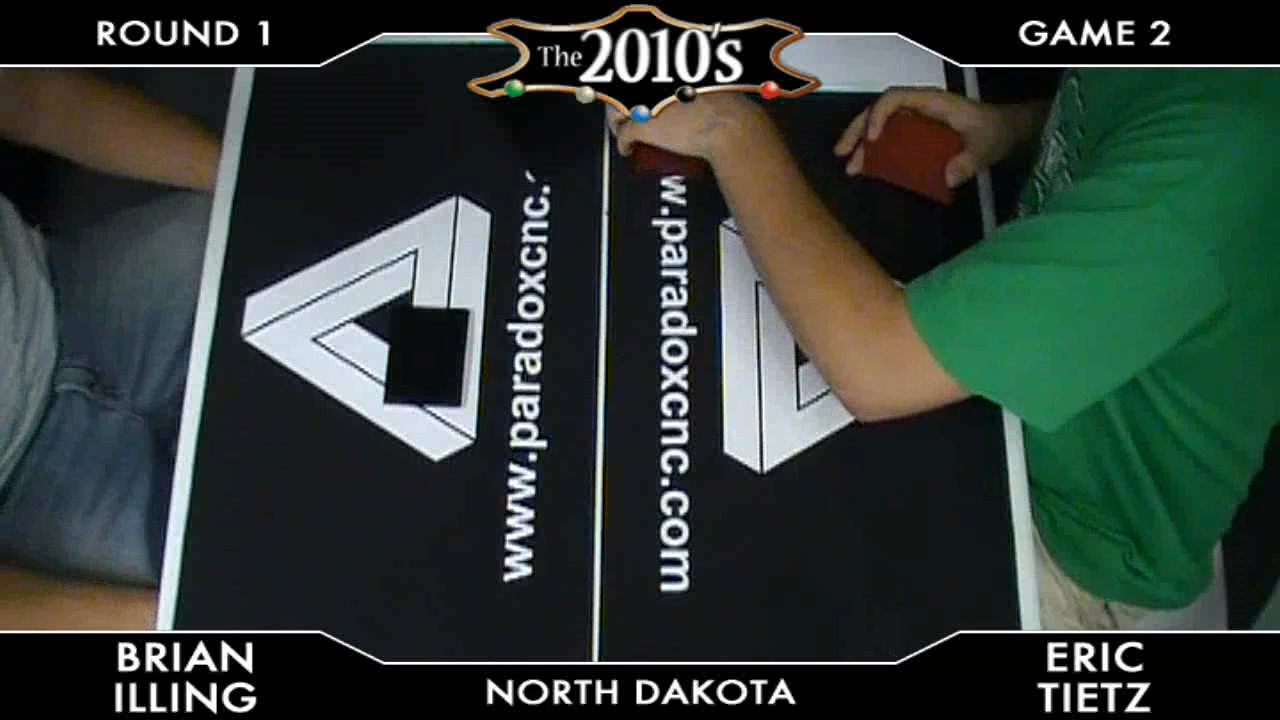 ROUND 1
The 2010's
GAME 2
www.paradoxcnc.
w.paradoxcnc.com
BRIAN
ILLING
NORTH DAKOTA
ERIC
TIETZ